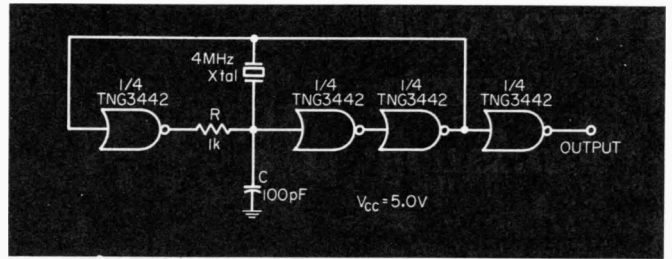 4MHz
Xtal
1/4
TNG3442
R
1k
C
100pF
1/4
TNG3442
1/4
TNG3442
1/4
TNG3442
OUTPUT
VCC=5.0V